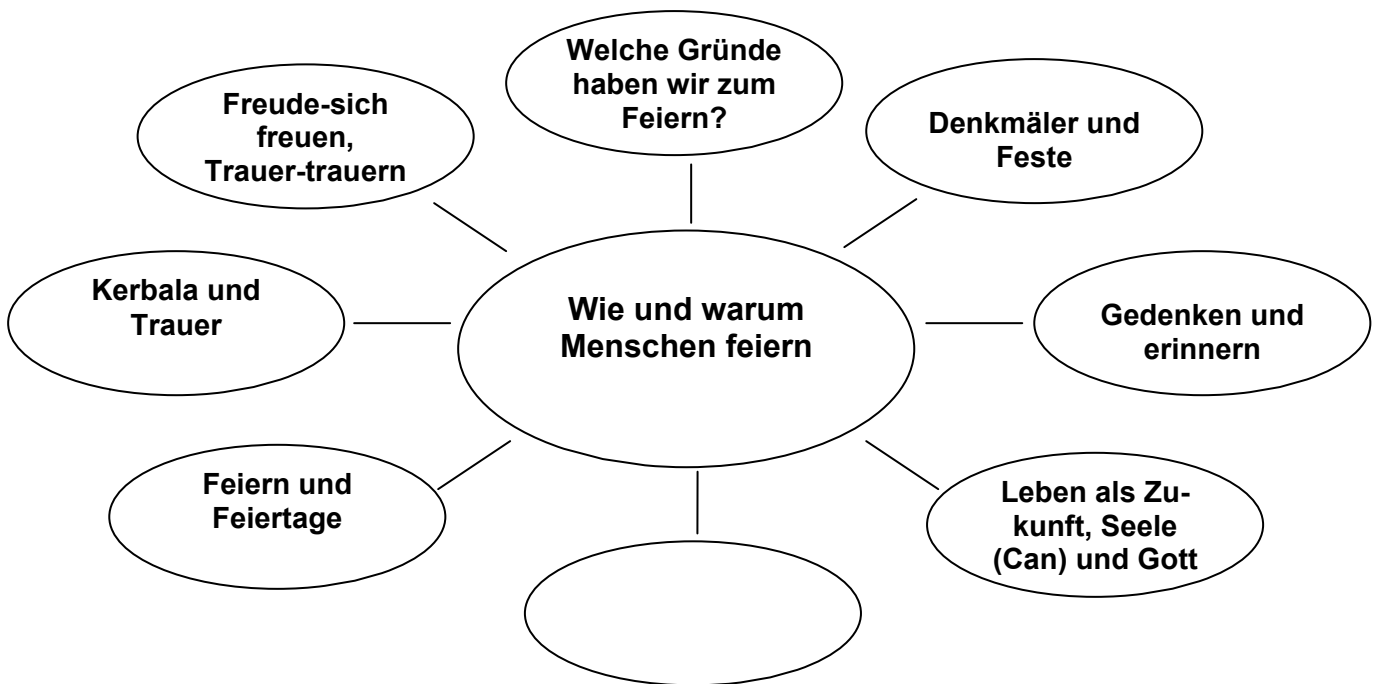 Welche Gründe
haben wir zum
Feiern?
Freude-sich
freuen,
Trauer-trauern
Denkmäler und
Feste
Kerbala und
Trauer
Wie und warum
Menschen feiern
Gedenken und
erinnern
Feiern und
Feiertage
Leben als Zu-
kunft, Seele
(Can) und Gott